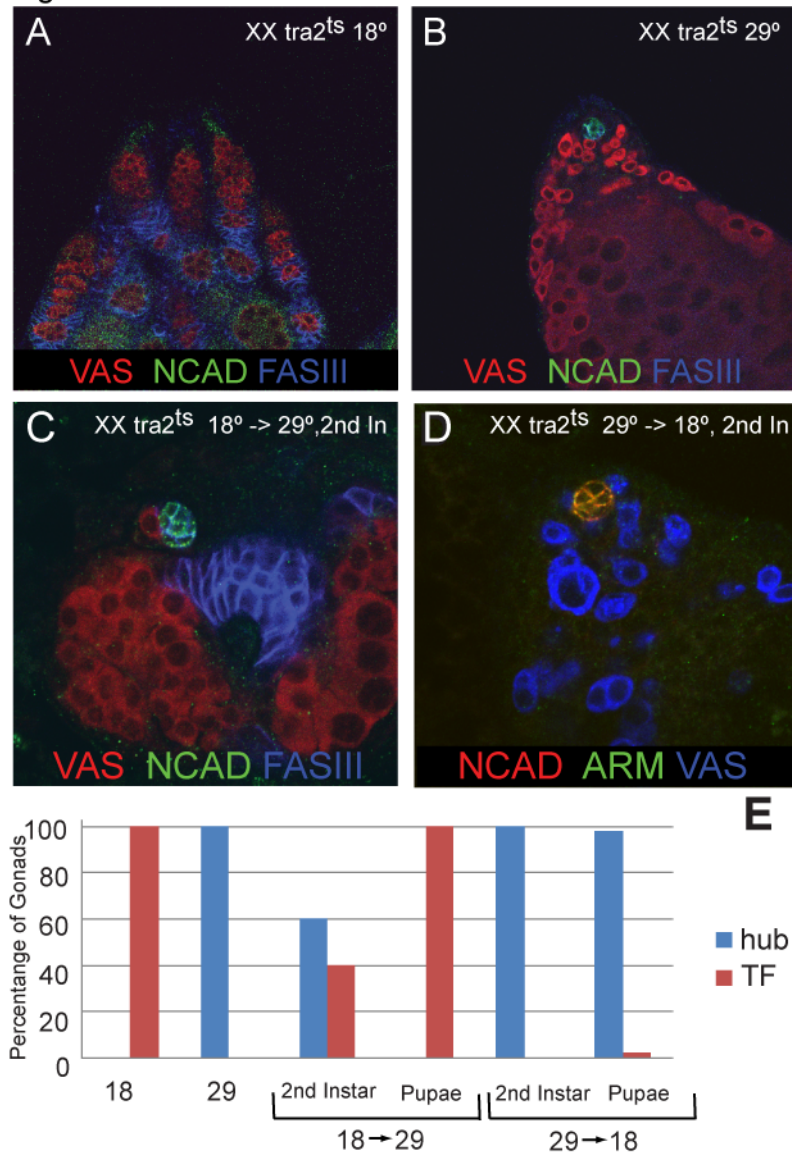 A XX tra2ts 18º
VAS NCAD FASIII
B XX tra2ts 29º
VAS NCAD FASIII
C XX tra2ts 18º -> 29º,2nd In
VAS NCAD FASIII
D XX tra2ts 29º -> 18º, 2nd In
NCAD ARM VAS
E
Percentange of Gonads
100
80
60
40
20
0
18
29
2nd Instar
Pupae
2nd Instar
Pupae
18→29
29→18
hub
TF